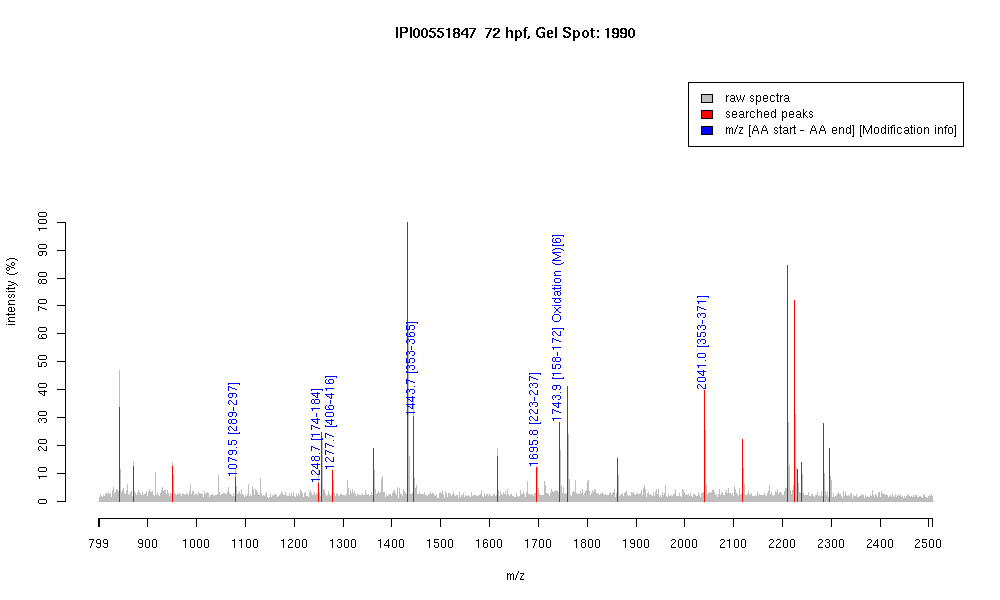 IPI00551847 72 hpf, Gel Spot: 1990
raw spectra
searched peaks
m/z [AA start - AA end] [Modification info]
intensity (%)
100
90
80
70
60
50
40
30
20
10
0
1079.5 [289-297]
1248.7 [174-184]
1277.7 [406-416]
1443.7 [353-365]
1695.8 [223-237]
1743.9 [158-172] Oxidation (M)[6]
2041.0 [353-371]
799 900 1000 1100 1200 1300 1400 1500 1600 1700 1800 1900 2000 2100 2200 2300 2400 2500
m/z